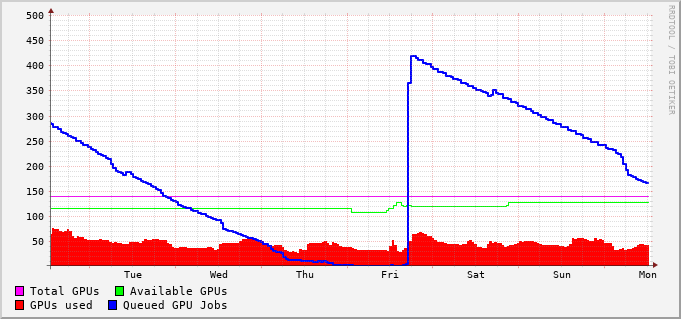 500
450
400
350
300
250
200
150
100
50
Tue Wed Thu Fri Sat Sun Mon
Total GPUs Available GPUs
GPUs used Queued GPU Jobs
RRDTOOL / TOBI OETIKER